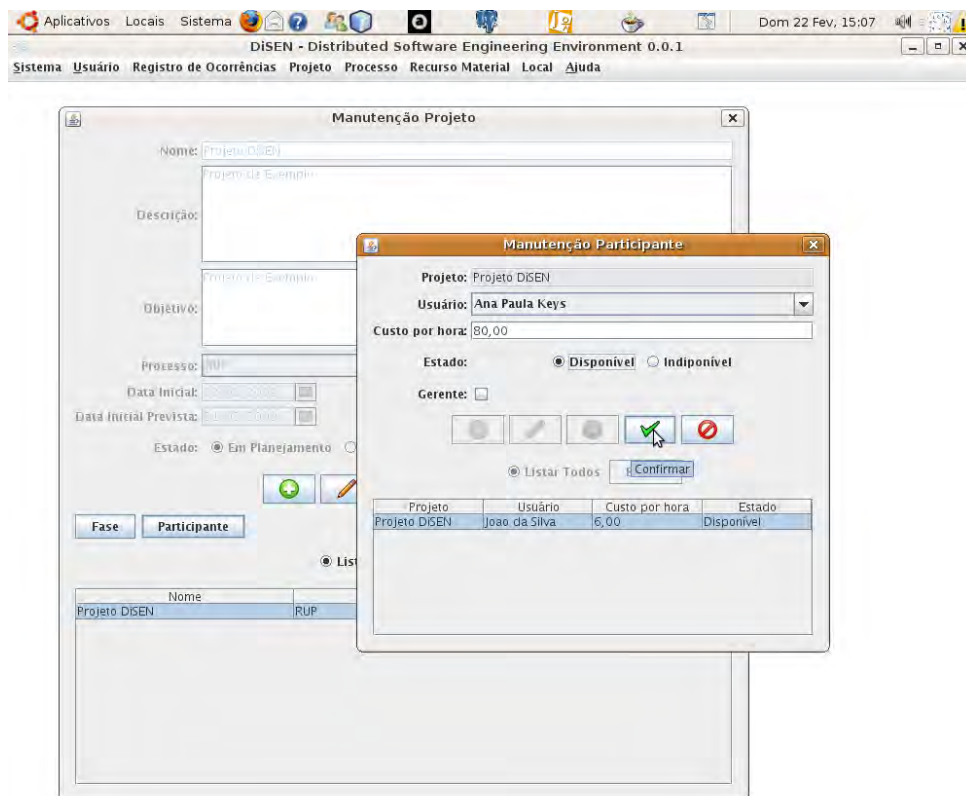 Aplicativos Locais Sistema Dom 22 Fev, 15:07
DiSEN - Distributed Software Engineering Environment 0.0.1
Sistema Usuário Registro de Ocorrências Projeto Processo Recurso Material Local Ajuda
Manutenção Projeto
Nome: Projeto DiSEN
Descrição: Projeto de Exemplo
Objetivo: Projeto de Exemplo
Processo: RUP
Data Inicial:
Data Inicial Prevista:
Estado: Em Planejamento
Fase Participante
List
Nome
Projeto DiSEN RUP
Manutenção Participante
Projeto: Projeto DiSEN
Usuário: Ana Paula Keys
Custo por hora: 80,00
Estado: Disponível Indiponível
Gerente:
Listar Todos Confirmar
Projeto Usuário Custo por hora Estado
Projeto DiSEN Joao da Silva 6,00 Disponível